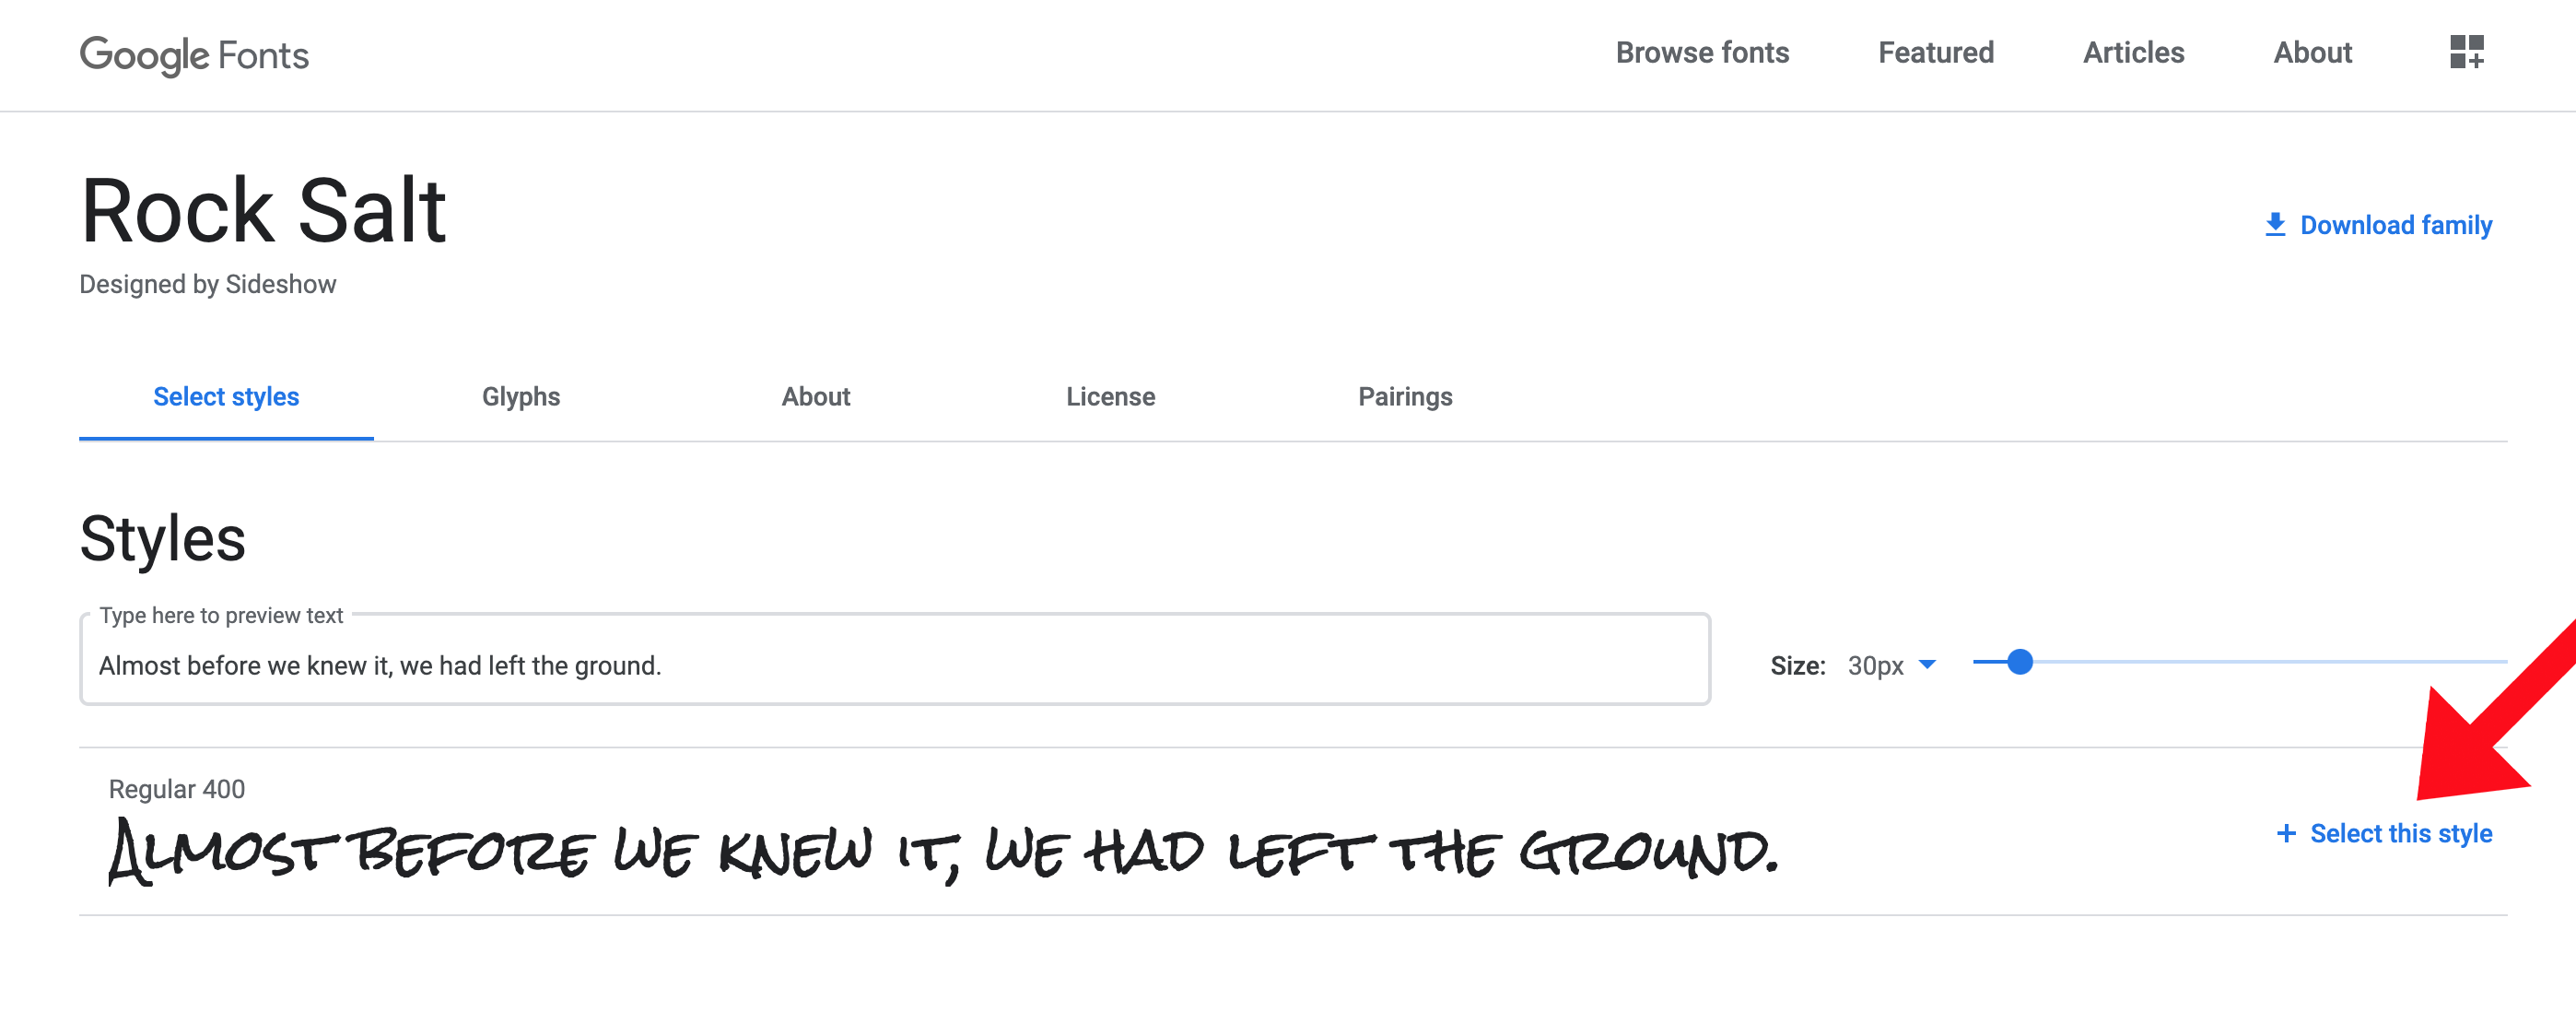 Google Fonts
Browse fonts
Featured
Articles
About
Rock Salt
Download family
Designed by Sideshow
Select styles
Glyphs
About
License
Pairings
Styles
Type here to preview text
Almost before we knew it, we had left the ground.
Size: 30px
Regular 400
Almost before we knew it, we had left the ground.
+ Select this style